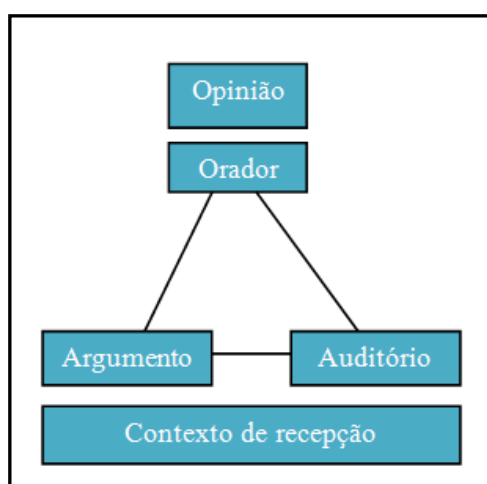 Opinião
Orador
Argumento
Auditório
Contexto de recepção